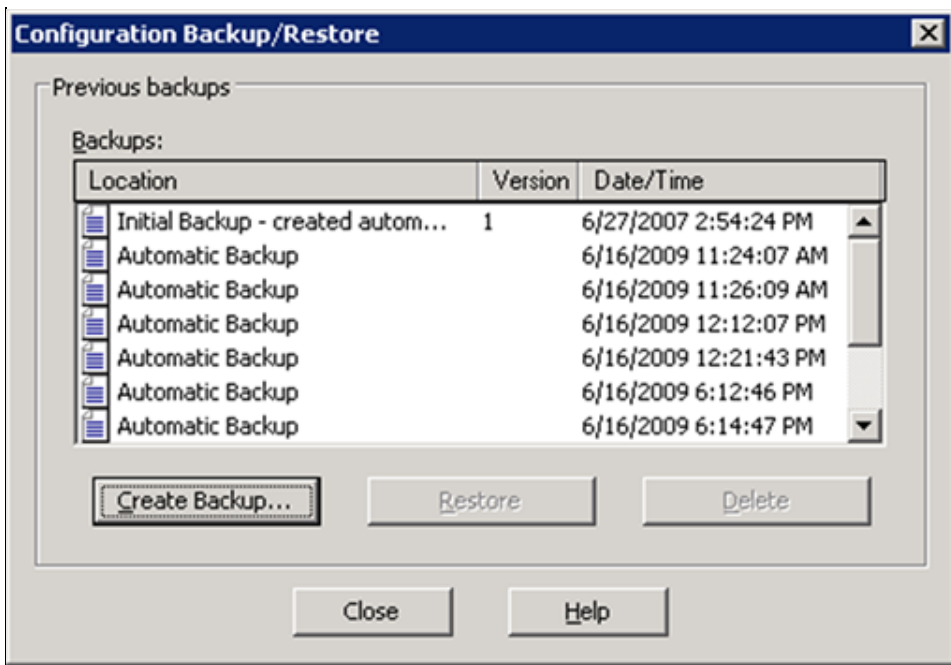 Configuration Backup/Restore
Previous backups
Backups:
Location Version Date/Time
Initial Backup - created autom... 1 6/27/2007 2:54:24 PM
Automatic Backup 6/16/2009 11:24:07 AM
Automatic Backup 6/16/2009 11:26:09 AM
Automatic Backup 6/16/2009 12:12:07 PM
Automatic Backup 6/16/2009 12:21:43 PM
Automatic Backup 6/16/2009 6:12:46 PM
Automatic Backup 6/16/2009 6:14:47 PM
Create Backup... Restore Delete
Close Help